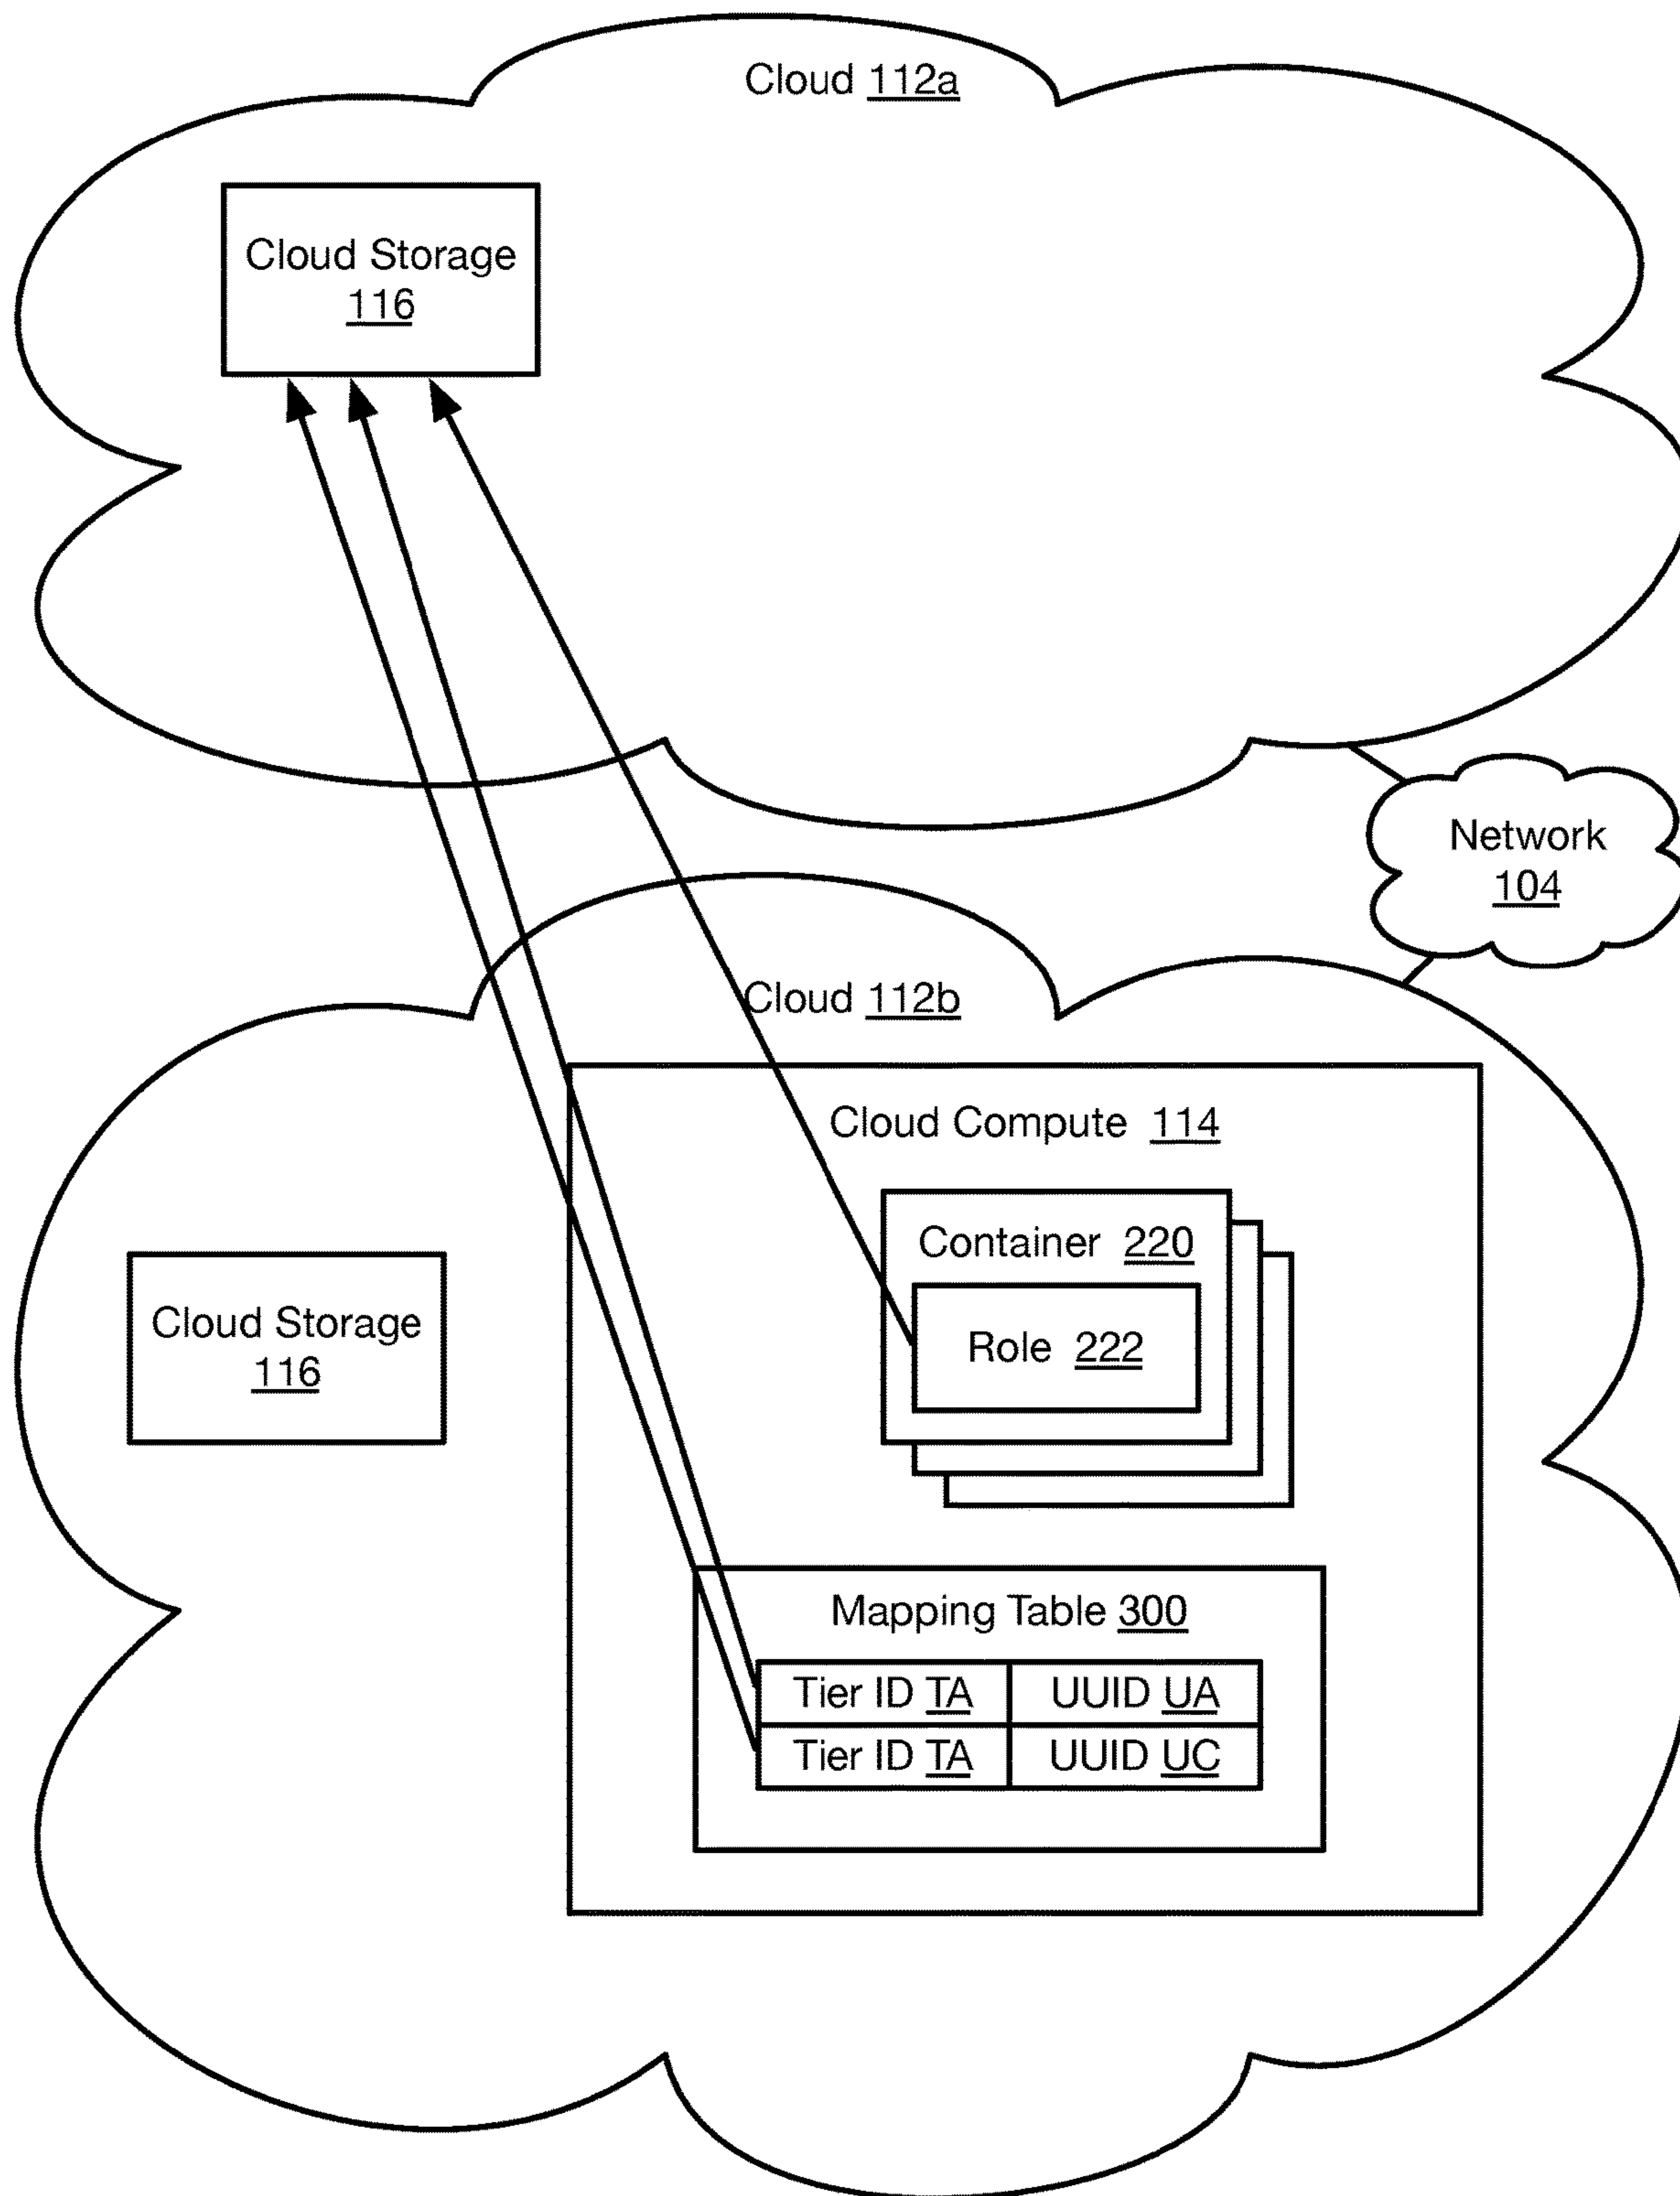 Cloud 112a
Cloud Storage
116
Network
104
Cloud 112b
Cloud Compute 114
Container 220
Role 222
Cloud Storage
116
Mapping Table 300
Tier ID TA UUID UA
Tier ID TA UUID UC